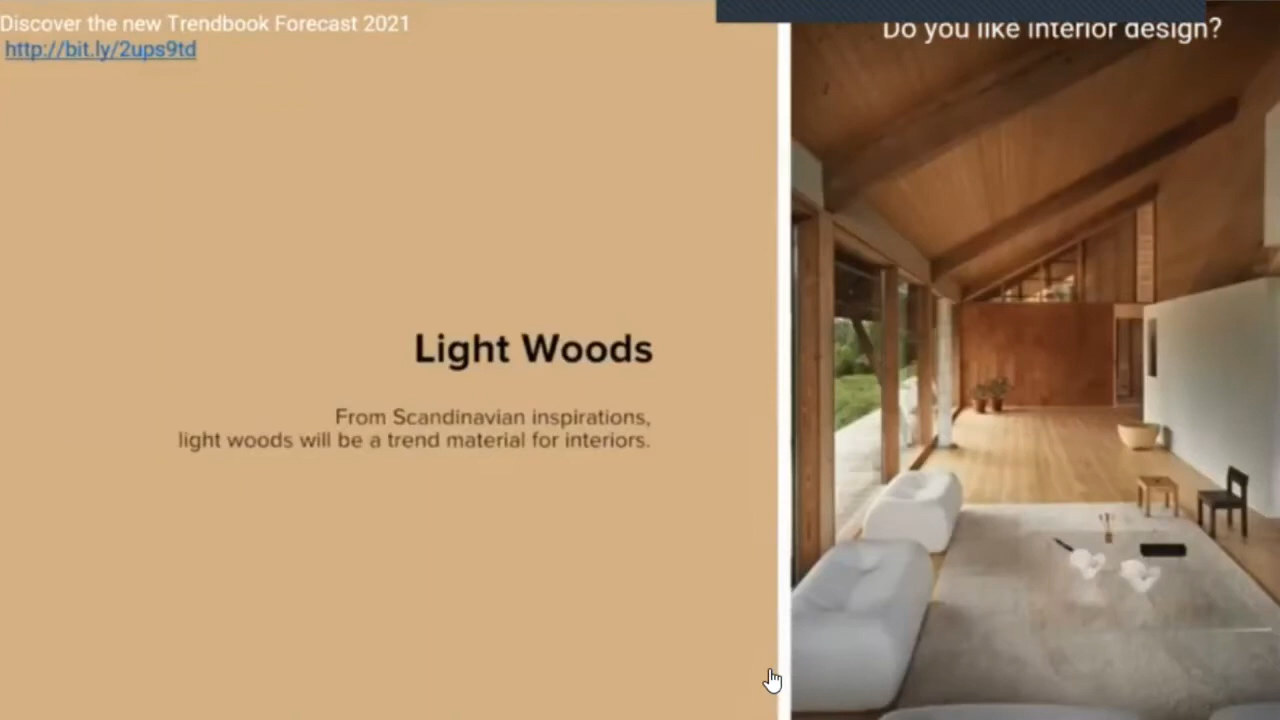 Discover the new Trendbook Forecast 2021
http://bit.ly/2ups9td
Do you like interior design?
Light Woods
From Scandinavian inspirations,
light woods will be a trend material for interiors.